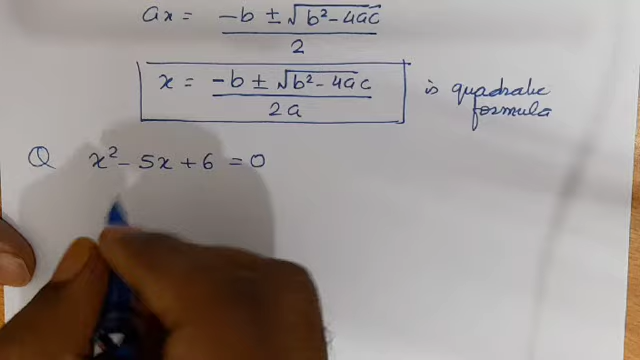 ax = -b ± √b² - 4ac / 2
x = -b ± √b² - 4ac / 2a is quadratic formula
Q x² - 5x + 6 = 0